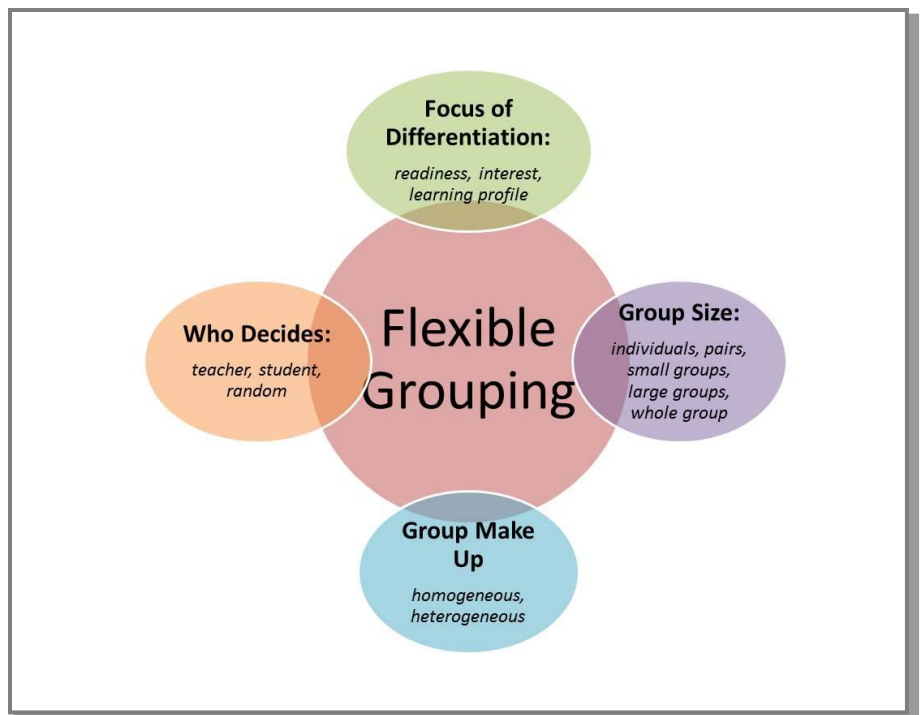 Focus of
Differentiation:
readiness, interest,
learning profile
Who Decides:
teacher, student,
random
Flexible
Grouping
Group Size:
individuals, pairs,
small groups,
large groups,
whole group
Group Make
Up
homogeneous,
heterogeneous